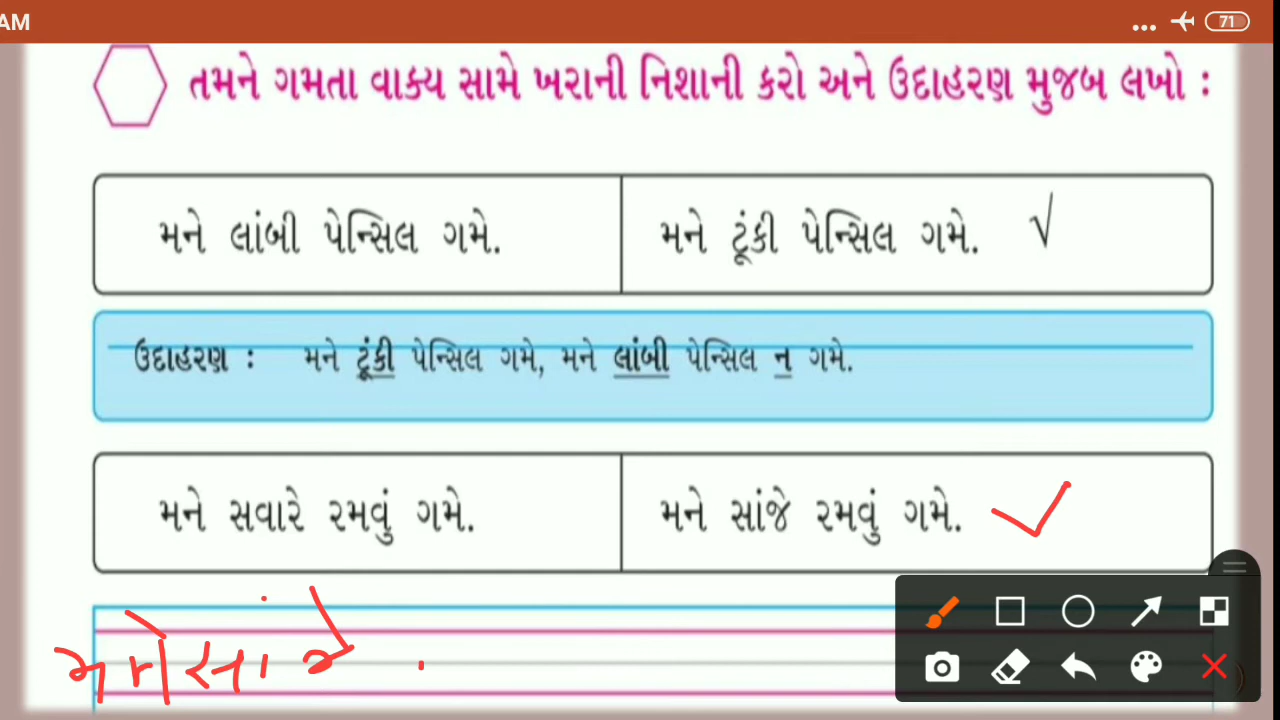 AM
71
તમને ગમતા વાક્ય સામે ખરાની નિશાની કરો અને ઉદાહરણ મુજબ લખો :
મને લાંબી પેન્સિલ ગમે. મને ટૂંકી પેન્સિલ ગમે. √
ઉદાહરણ : મને ટૂંકી પેન્સિલ ગમે, મને લાંબી પેન્સિલ ન ગમે.
મને સવારે રમવું ગમે. મને સાંજે રમવું ગમે. ✓
મને સાંજે